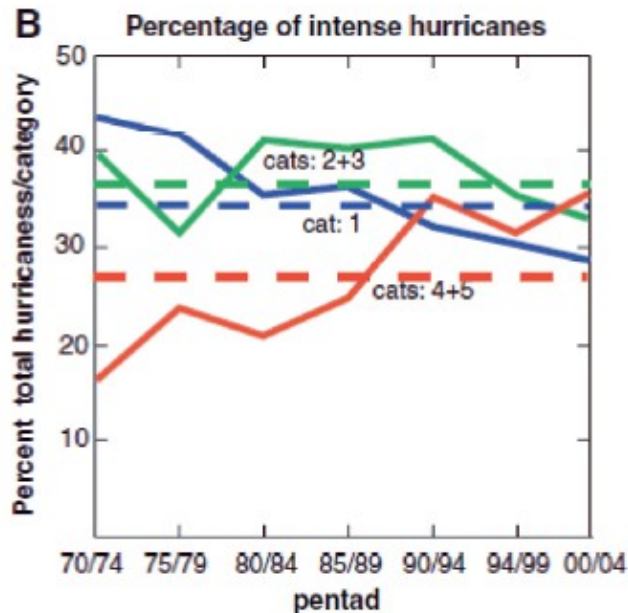 B
Percentage of intense hurricanes
Percent total hurricaness/category
50
40
30
20
10
cats: 2+3
cat: 1
cats: 4+5
70/74 75/79 80/84 85/89 90/94 94/99 00/04
pentad